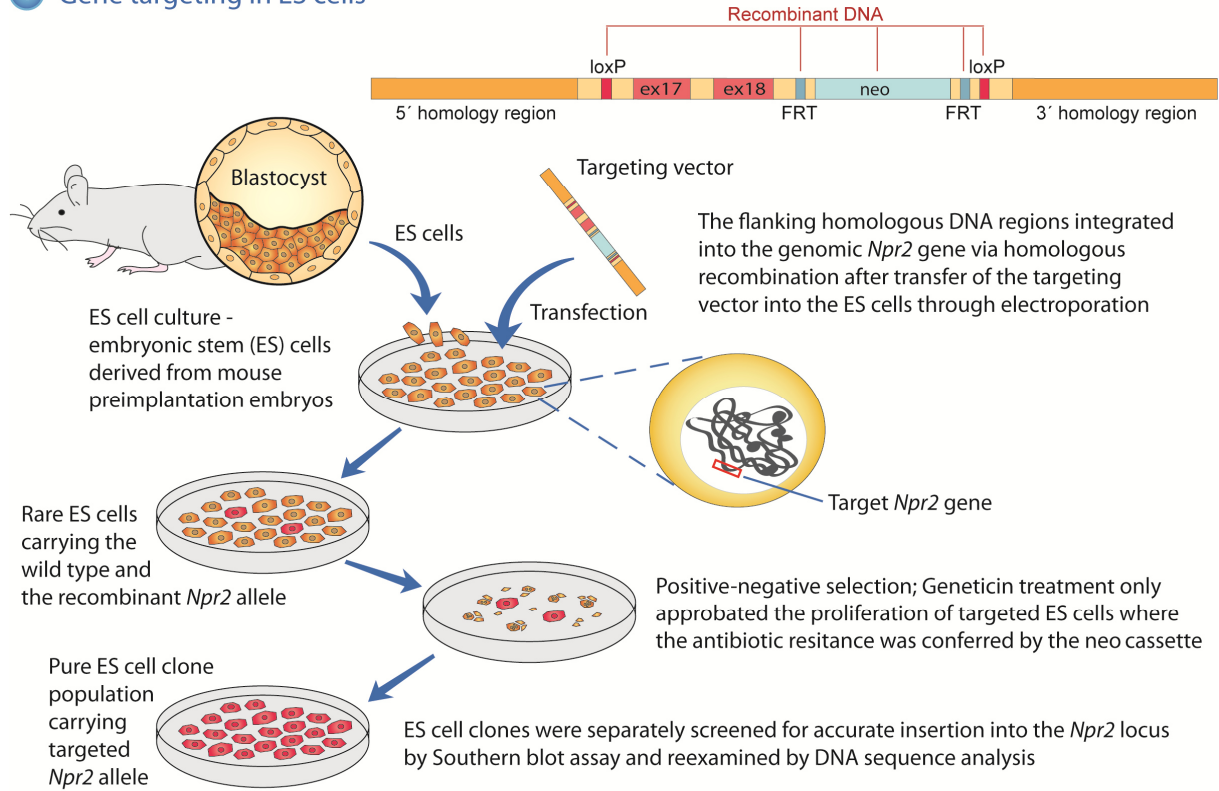 Gene targeting in ES cells
Recombinant DNA
loxP
loxP
ex17
ex18
neo
5´ homology region
FRT
FRT
3´ homology region
Blastocyst
Targeting vector
ES cells
The flanking homologous DNA regions integrated
into the genomic Npr2 gene via homologous
recombination after transfer of the targeting
vector into the ES cells through electroporation
Transfection
ES cell culture -
embryonic stem (ES) cells
derived from mouse
preimplantation embryos
Target Npr2 gene
Rare ES cells
carrying the
wild type and
the recombinant Npr2 allele
Positive-negative selection; Geneticin treatment only
approbated the proliferation of targeted ES cells where
the antibiotic resitance was conferred by the neo cassette
Pure ES cell clone
population
carrying
targeted
Npr2 allele
ES cell clones were separately screened for accurate insertion into the Npr2 locus
by Southern blot assay and reexamined by DNA sequence analysis